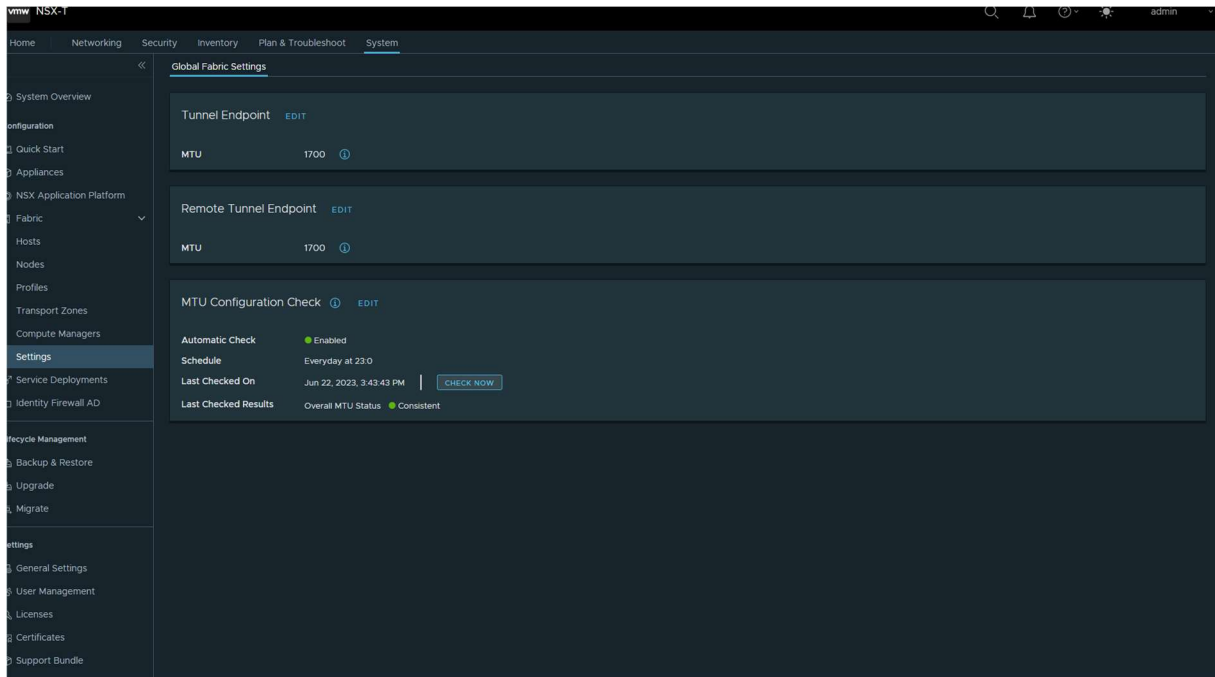 vmw NSX-T
admin
Home Networking Security Inventory Plan & Troubleshoot System
Global Fabric Settings
System Overview
onfiguration
Quick Start
Appliances
NSX Application Platform
Fabric
Hosts
Nodes
Profiles
Transport Zones
Compute Managers
Settings
Service Deployments
Identity Firewall AD
ifecycle Management
Backup & Restore
Upgrade
Migrate
ettings
General Settings
User Management
Licenses
Certificates
Support Bundle
Tunnel Endpoint EDIT
MTU 1700
Remote Tunnel Endpoint EDIT
MTU 1700
MTU Configuration Check EDIT
Automatic Check Enabled
Schedule Everyday at 23:0
Last Checked On Jun 22, 2023, 3:43:43 PM CHECK NOW
Last Checked Results Overall MTU Status Consistent